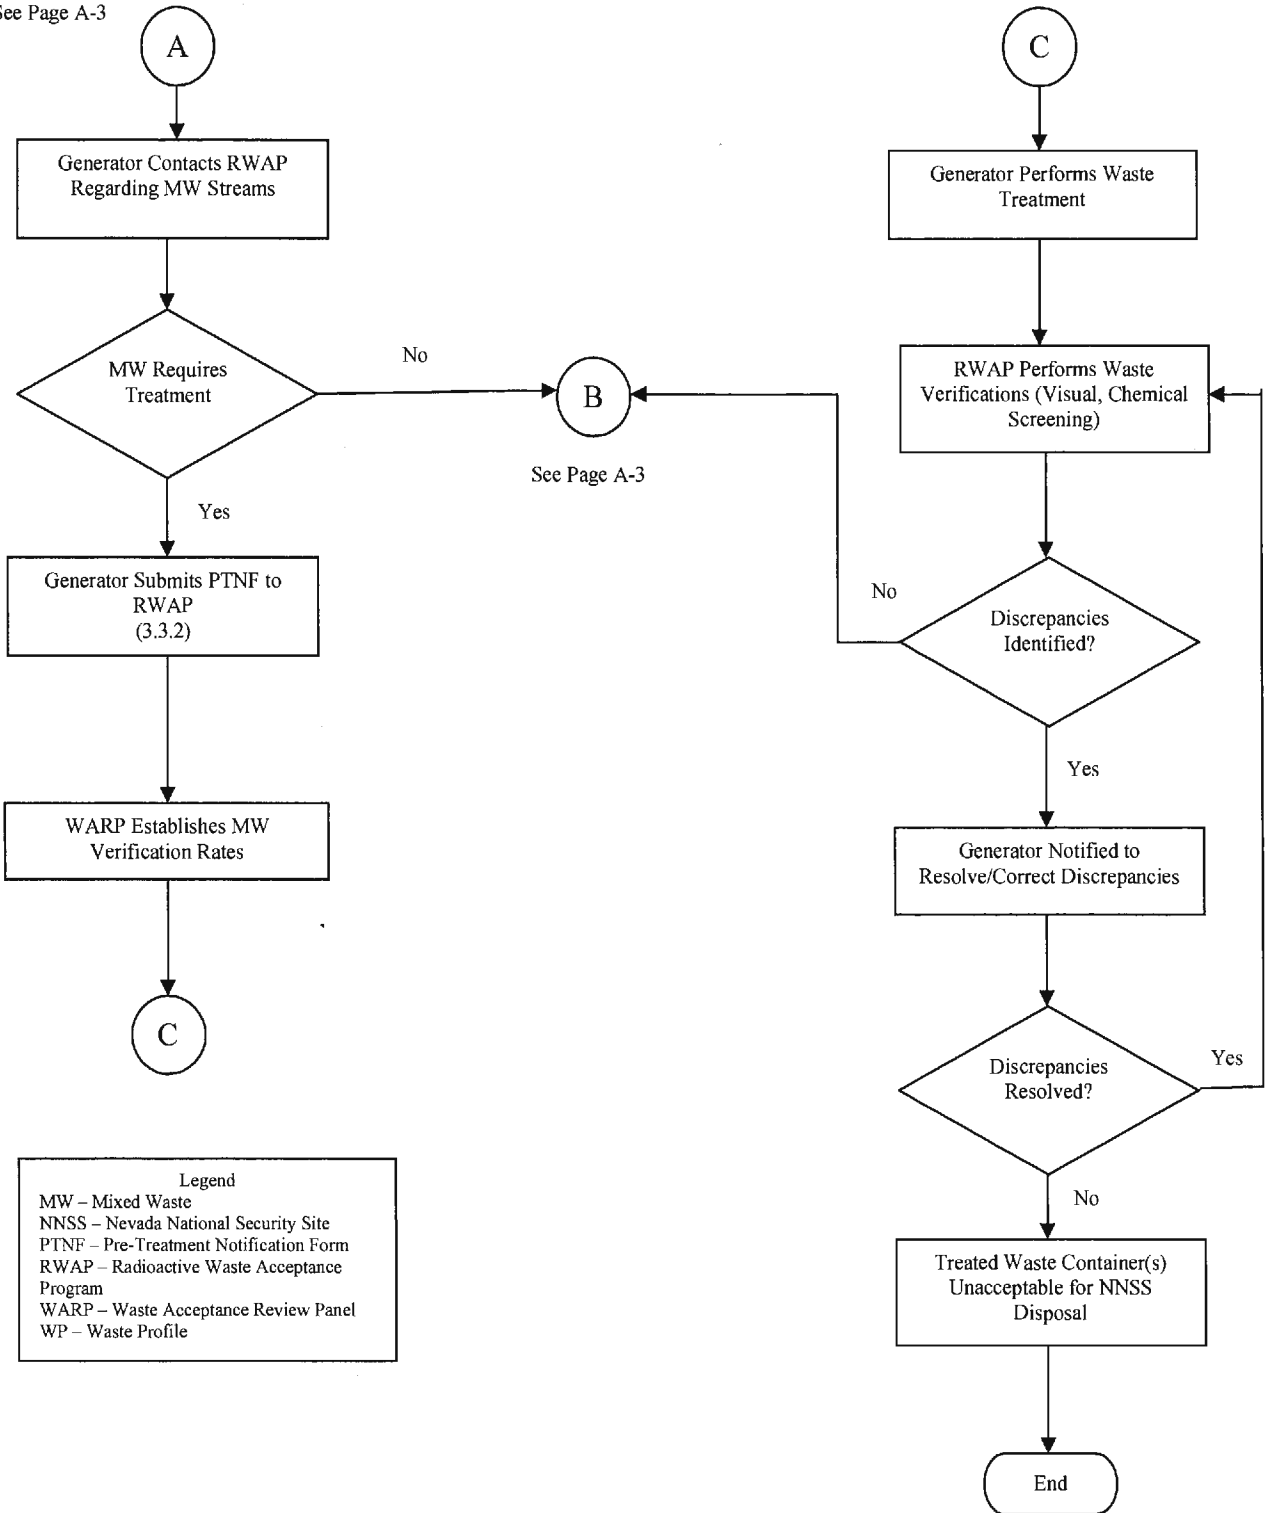 See Page A-3
A
Generator Contacts RWAP
Regarding MW Streams
MW Requires
Treatment
No
B
See Page A-3
Yes
Generator Submits PTNF to
RWAP
(3.3.2)
WARP Establishes MW
Verification Rates
C
Legend
MW – Mixed Waste
NNSS – Nevada National Security Site
PTNF – Pre-Treatment Notification Form
RWAP – Radioactive Waste Acceptance
Program
WARP – Waste Acceptance Review Panel
WP – Waste Profile
C
Generator Performs Waste
Treatment
RWAP Performs Waste
Verifications (Visual, Chemical
Screening)
Discrepancies
Identified?
No
Yes
Generator Notified to
Resolve/Correct Discrepancies
Discrepancies
Resolved?
Yes
No
Treated Waste Container(s)
Unacceptable for NNSS
Disposal
End